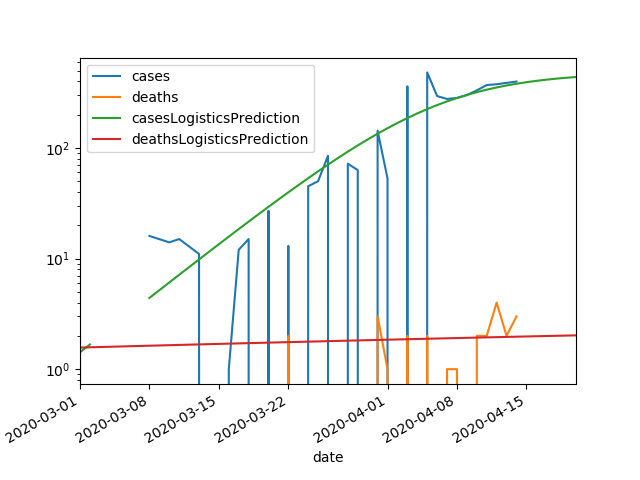 cases
deaths
casesLogisticsPrediction
deathsLogisticsPrediction
10²
10¹
10⁰
2020-03-01
2020-03-08
2020-03-15
2020-03-22
2020-04-01
2020-04-08
2020-04-15
date